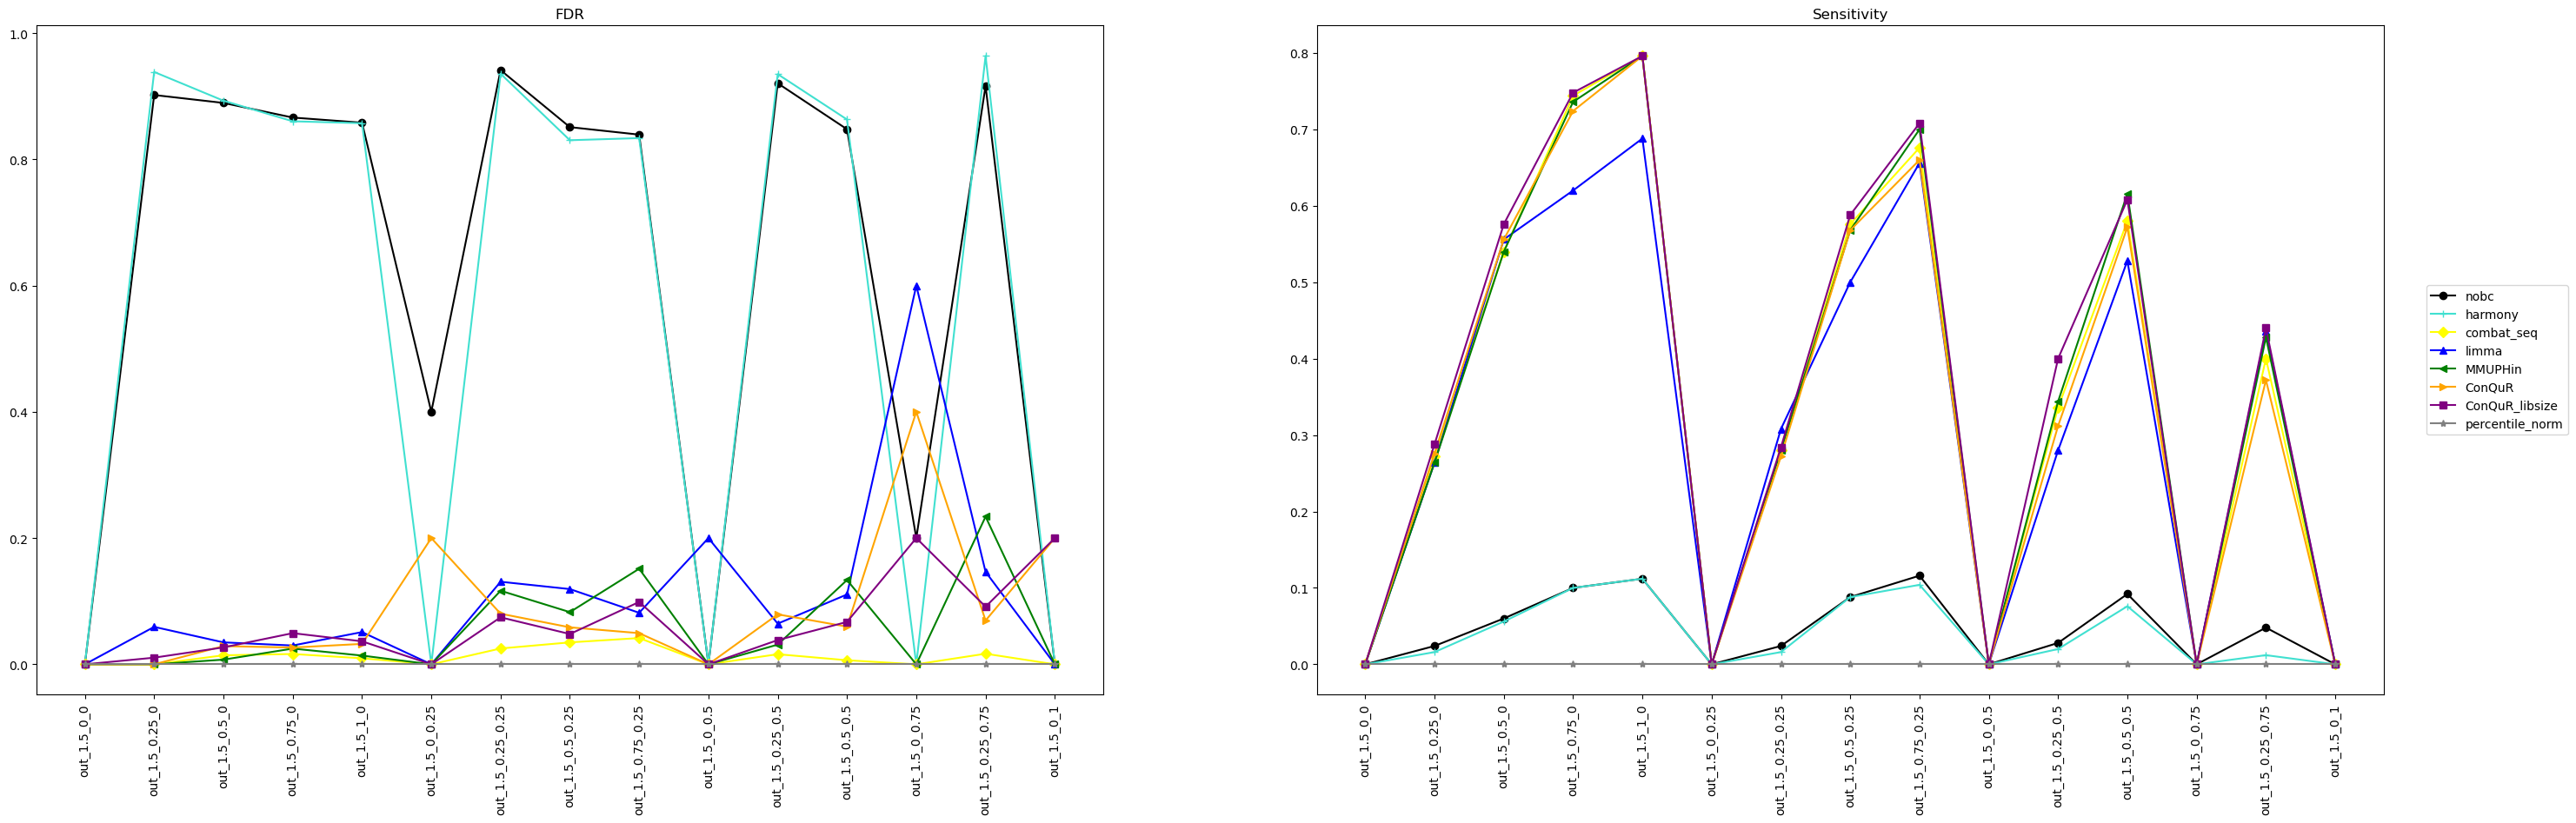 FDR
1.0
0.8
0.6
0.4
0.2
0.0
out_1.5_0_0
out_1.5_0.25_0
out_1.5_0.5_0
out_1.5_0.75_0
out_1.5_1_0
out_1.5_0_0.25
out_1.5_0.25_0.25
out_1.5_0.5_0.25
out_1.5_0.75_0.25
out_1.5_0_0.5
out_1.5_0.25_0.5
out_1.5_0.5_0.5
out_1.5_0_0.75
out_1.5_0.25_0.75
out_1.5_0_1
Sensitivity
0.8
0.7
0.6
0.5
0.4
0.3
0.2
0.1
0.0
out_1.5_0_0
out_1.5_0.25_0
out_1.5_0.5_0
out_1.5_0.75_0
out_1.5_1_0
out_1.5_0_0.25
out_1.5_0.25_0.25
out_1.5_0.5_0.25
out_1.5_0.75_0.25
out_1.5_0_0.5
out_1.5_0.25_0.5
out_1.5_0.5_0.5
out_1.5_0_0.75
out_1.5_0.25_0.75
out_1.5_0_1
nobc
harmony
combat_seq
limma
MMUPHin
ConQuR
ConQuR_libsize
percentile_norm